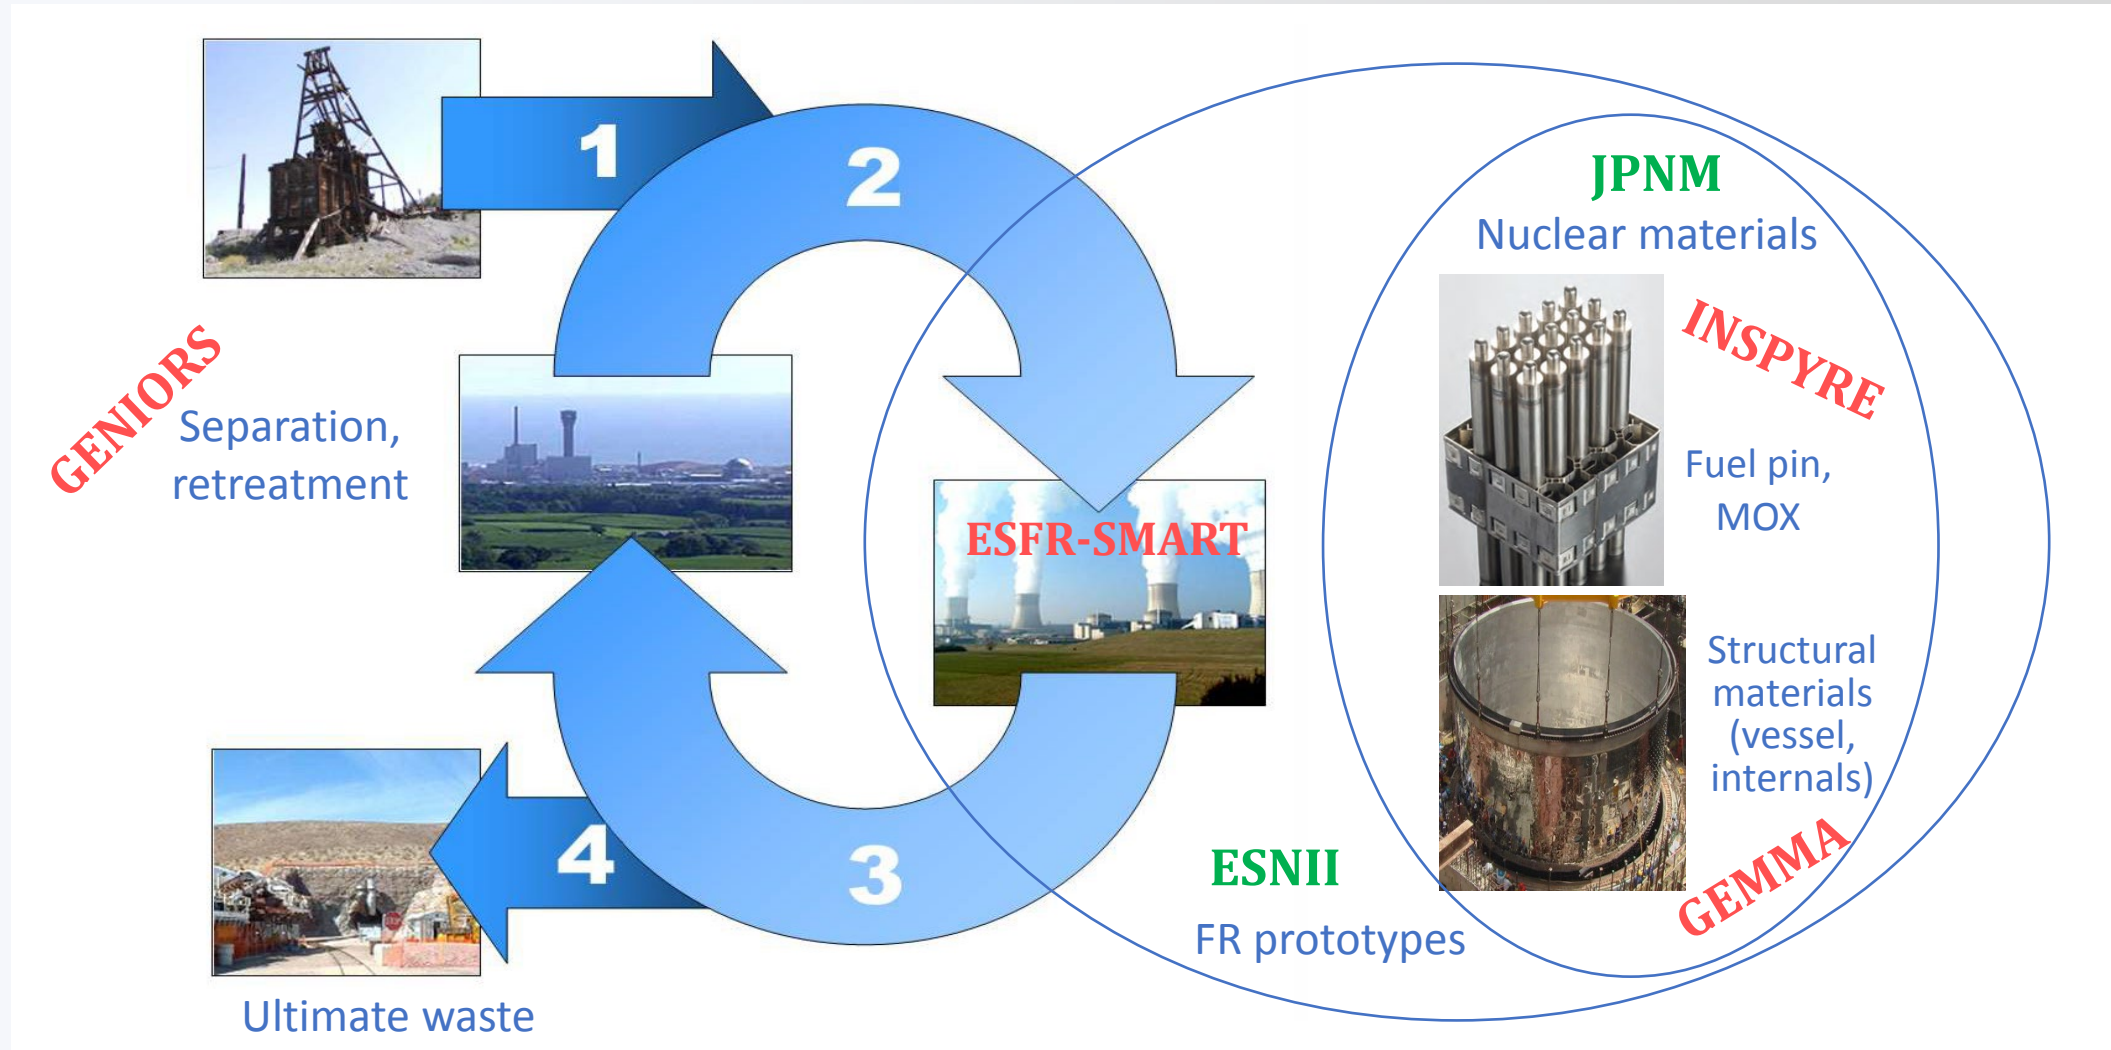 1
2
JPNM
Nuclear materials
INSPYRE
GENIORS
Separation,
retreatment
Fuel pin,
MOX
ESFR-SMART
Structural
materials
(vessel,
internals)
4
3
ESNII
GEMMA
FR prototypes
Ultimate waste